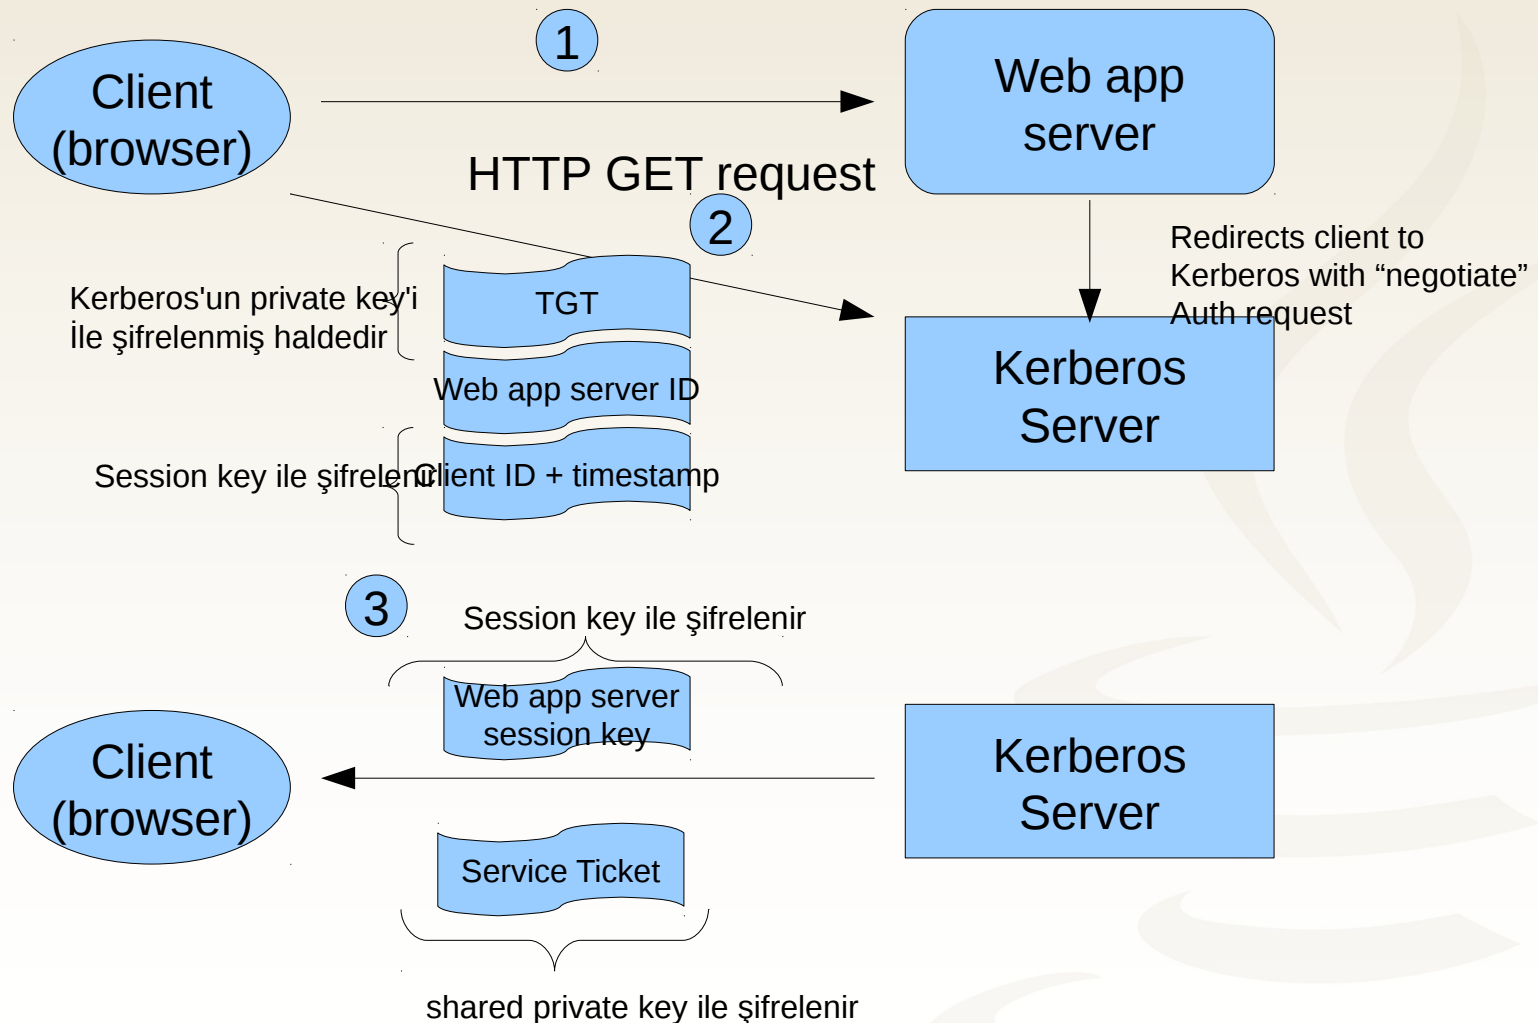 1
Client
(browser)
Web app
server
HTTP GET request
2
Redirects client to
Kerberos with “negotiate”
Auth request
Kerberos'un private key'i
İle şifrelenmiş haldedir
TGT
Web app server ID
Session key ile şifrelenir
Client ID + timestamp
Kerberos
Server
3
Session key ile şifrelenir
Web app server
session key
Client
(browser)
Kerberos
Server
Service Ticket
shared private key ile şifrelenir